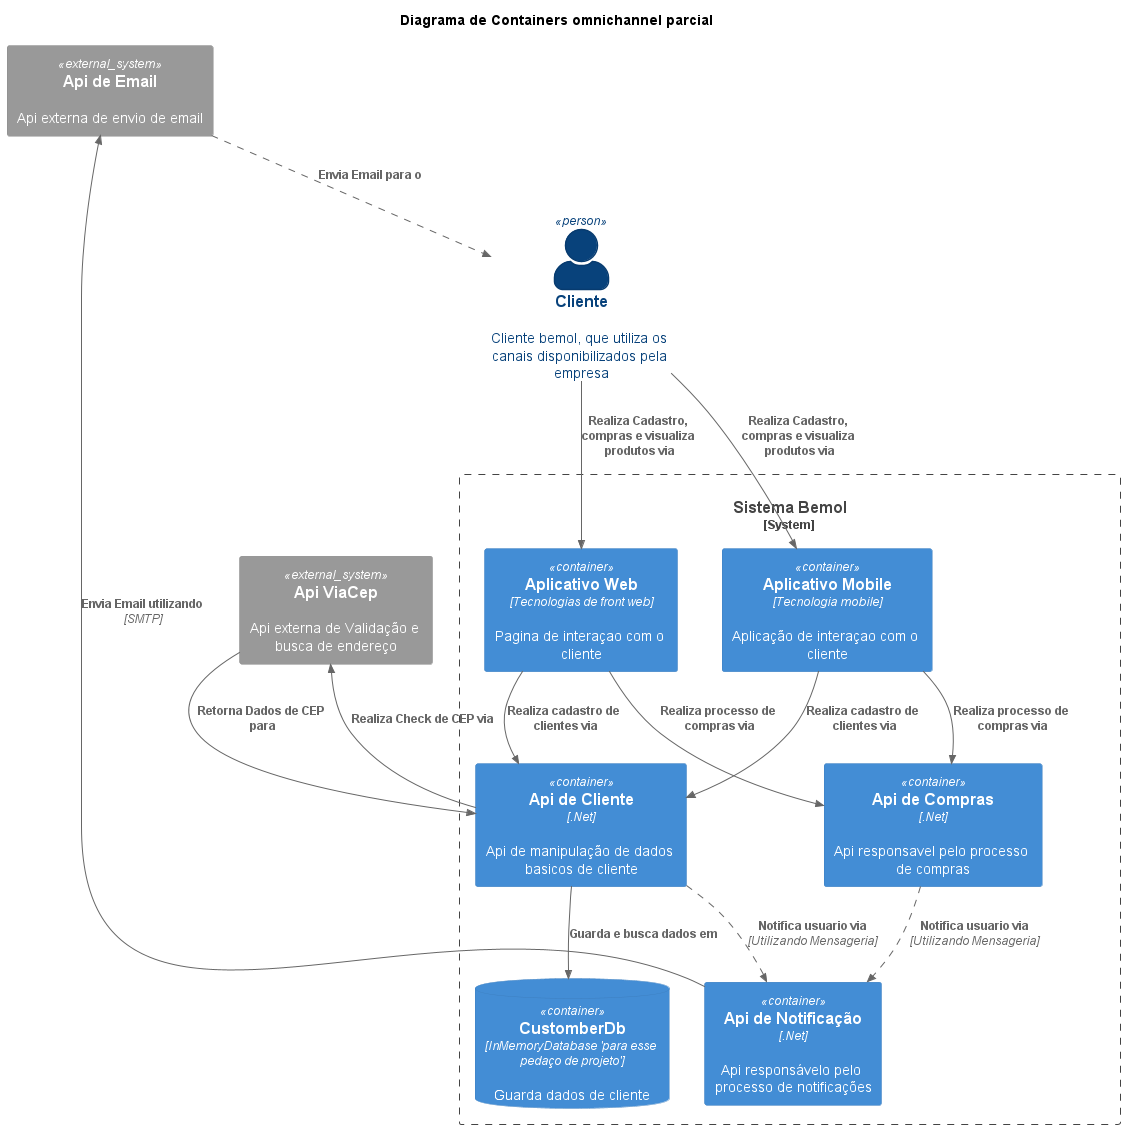 Diagrama de Containers omnichannel parcial
«external_system»
Api de Email
Api externa de envio de email
Envia Email para o
«person»
Cliente
Cliente bemol, que utiliza os
canais disponibilizados pela
empresa
Realiza Cadastro,
compras e visualiza
produtos via
Realiza Cadastro,
compras e visualiza
produtos via
Sistema Bemol
[System]
«external_system»
Api ViaCep
Api externa de Validação e
busca de endereço
«container»
Aplicativo Web
[Tecnologias de front web]
Pagina de interaçao com o
cliente
«container»
Aplicativo Mobile
[Tecnologia mobile]
Aplicação de interaçao com o
cliente
Envia Email utilizando
[SMTP]
Retorna Dados de CEP
para
Realiza Check de CEP via
Realiza cadastro de
clientes via
Realiza processo de
compras via
Realiza cadastro de
clientes via
Realiza processo de
compras via
«container»
Api de Cliente
[.Net]
Api de manipulação de dados
basicos de cliente
«container»
Api de Compras
[.Net]
Api responsavel pelo processo
de compras
Guarda e busca dados em
Notifica usuario via
[Utilizando Mensageria]
Notifica usuario via
[Utilizando Mensageria]
«container»
CustomberDb
[InMemoryDatabase 'para esse
pedaço de projeto']
Guarda dados de cliente
«container»
Api de Notificação
[.Net]
Api responsávelo pelo
processo de notificações